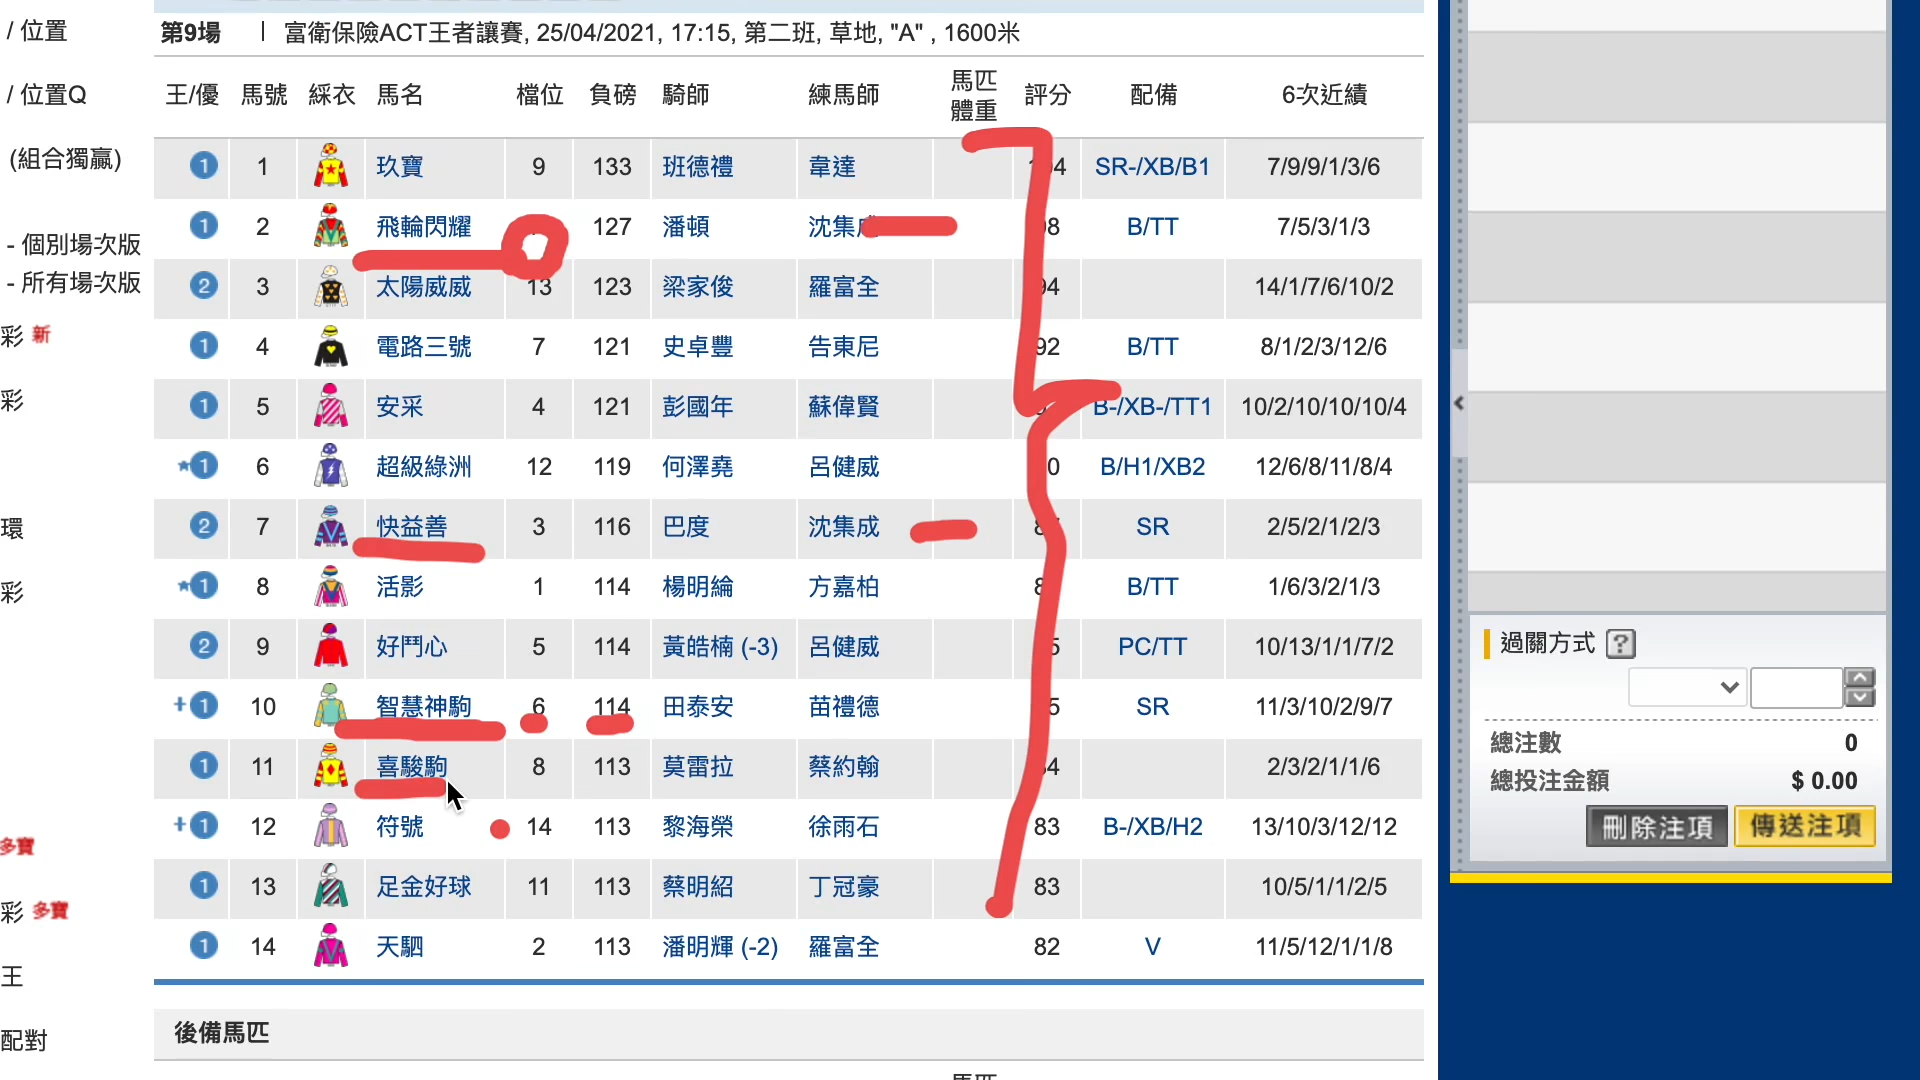 / 位置
/ 位置Q
(組合獨贏)
- 個別場次版
- 所有場次版
彩 新
彩
環
彩
多寶
彩 多寶
王
配對
第9場 | 富衛保險ACT王者讓賽, 25/04/2021, 17:15, 第二班, 草地, "A" , 1600米
王/優 馬號 綵衣 馬名 檔位 負磅 騎師 練馬師 馬匹體重 評分 配備 6次近績
1 1 玖寶 9 133 班德禮 韋達 SR-/XB/B1 7/9/9/1/3/6
1 2 飛輪閃耀 127 潘頓 沈集成 B/TT 7/5/3/1/3
2 3 太陽威威 13 123 梁家俊 羅富全 94 14/1/7/6/10/2
1 4 電路三號 7 121 史卓豐 告東尼 92 B/TT 8/1/2/3/12/6
1 5 安采 4 121 彭國年 蘇偉賢 B-/XB-/TT1 10/2/10/10/10/4
★1 6 超級綠洲 12 119 何澤堯 呂健威 B/H1/XB2 12/6/8/11/8/4
2 7 快益善 3 116 巴度 沈集成 SR 2/5/2/1/2/3
★1 8 活影 1 114 楊明綸 方嘉柏 B/TT 1/6/3/2/1/3
2 9 好鬥心 5 114 黃皓楠 (-3) 呂健威 PC/TT 10/13/1/1/7/2
+1 10 智慧神駒 6 114 田泰安 苗禮德 SR 11/3/10/2/9/7
1 11 喜駿駒 8 113 莫雷拉 蔡約翰 2/3/2/1/1/6
+1 12 符號 14 113 黎海榮 徐雨石 83 B-/XB/H2 13/10/3/12/12
1 13 足金好球 11 113 蔡明紹 丁冠豪 83 10/5/1/1/2/5
1 14 天駟 2 113 潘明輝 (-2) 羅富全 82 V 11/5/12/1/1/8
後備馬匹
馬匹
過關方式 ?
總注數 0
總投注金額 $ 0.00
刪除注項 傳送注項